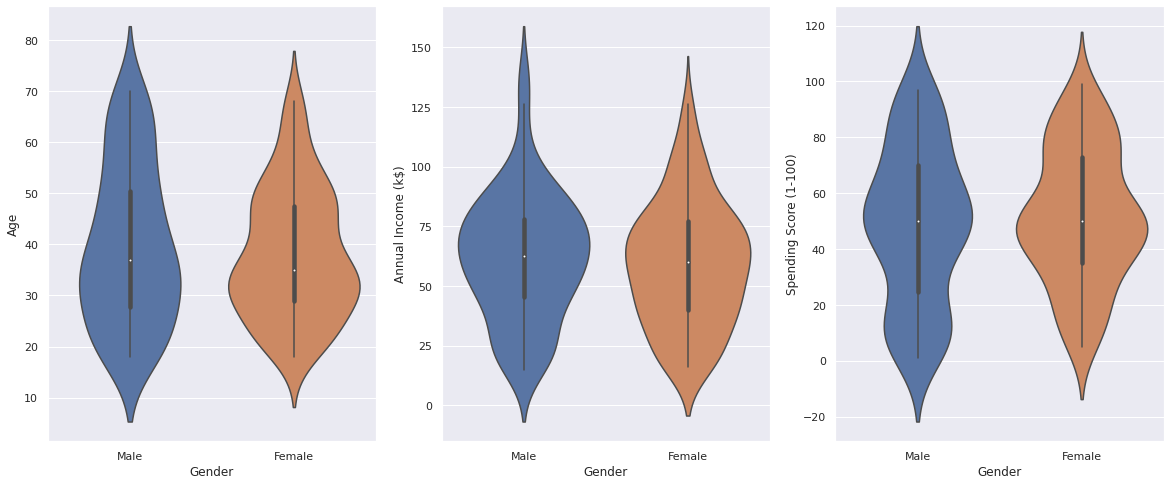 Age
80
70
60
50
40
30
20
10
Male
Female
Gender
Annual Income (k$)
150
125
100
75
50
25
0
Male
Female
Gender
Spending Score (1-100)
120
100
80
60
40
20
0
−20
Male
Female
Gender